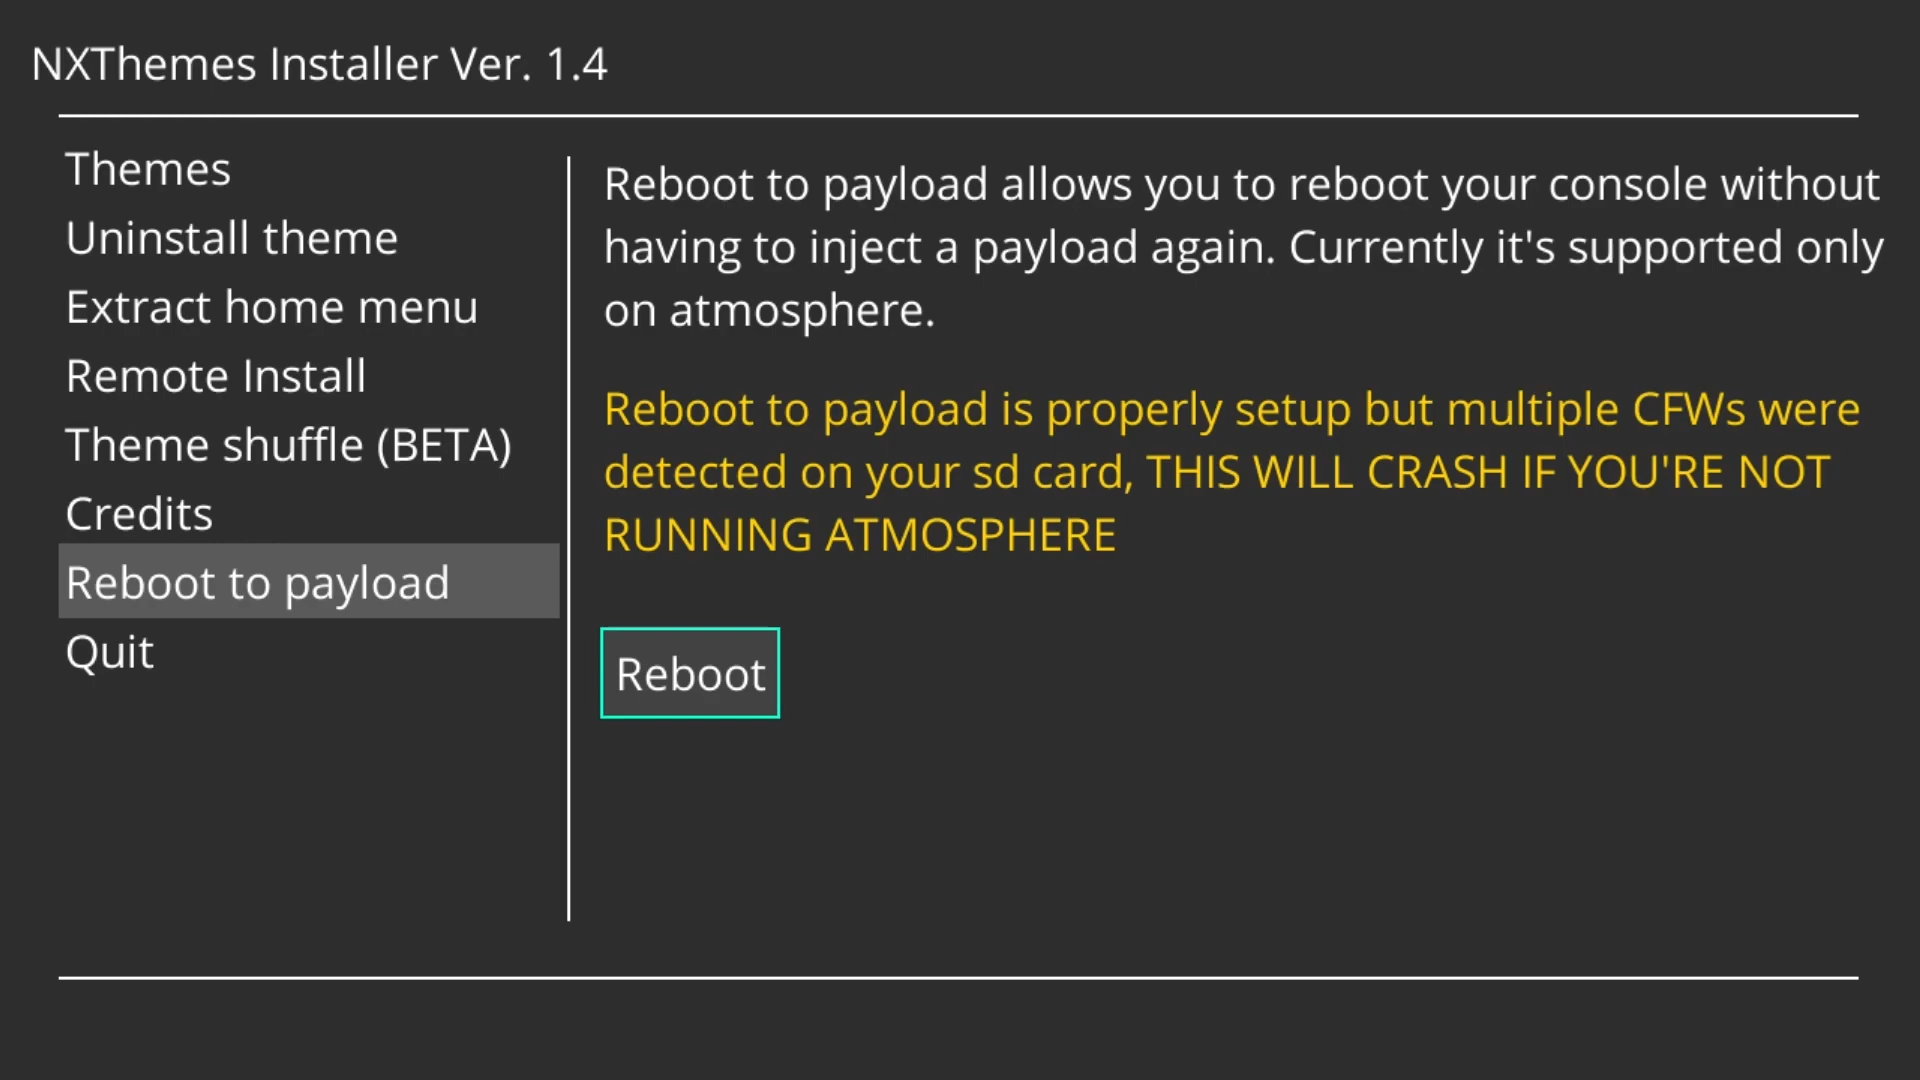 NXThemes Installer Ver. 1.4
Themes
Uninstall theme
Extract home menu
Remote Install
Theme shuffle (BETA)
Credits
Reboot to payload
Quit
Reboot to payload allows you to reboot your console without
having to inject a payload again. Currently it's supported only
on atmosphere.
Reboot to payload is properly setup but multiple CFWs were
detected on your sd card, THIS WILL CRASH IF YOU'RE NOT
RUNNING ATMOSPHERE
Reboot